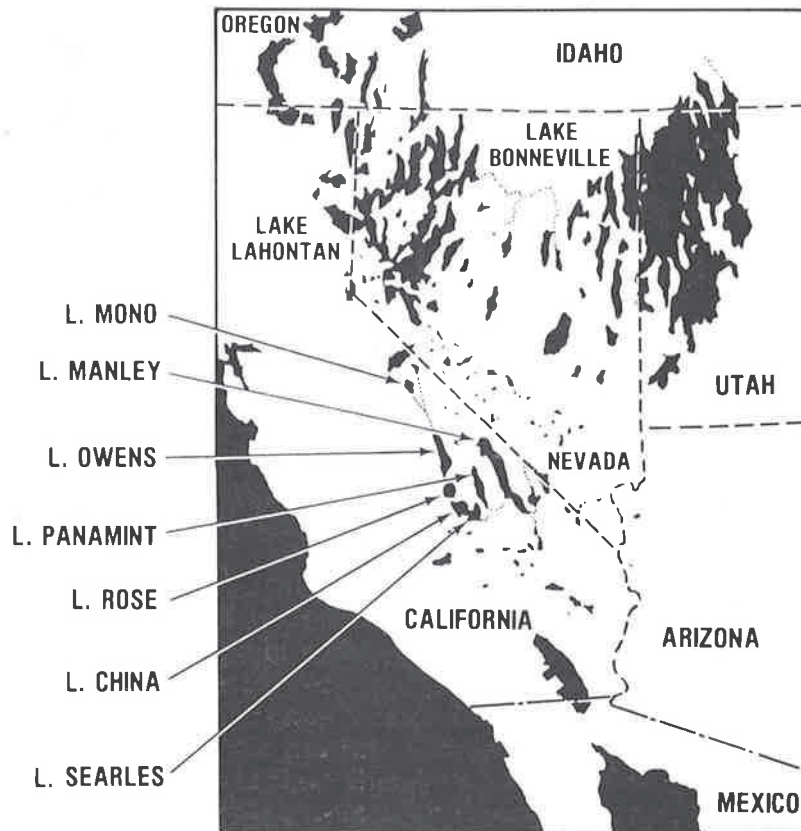 OREGON
IDAHO
LAKE
BONNEVILLE
LAKE
LAHONTAN
L. MONO
L. MANLEY
UTAH
L. OWENS
NEVADA
L. PANAMINT
L. ROSE
CALIFORNIA
ARIZONA
L. CHINA
L. SEARLES
MEXICO